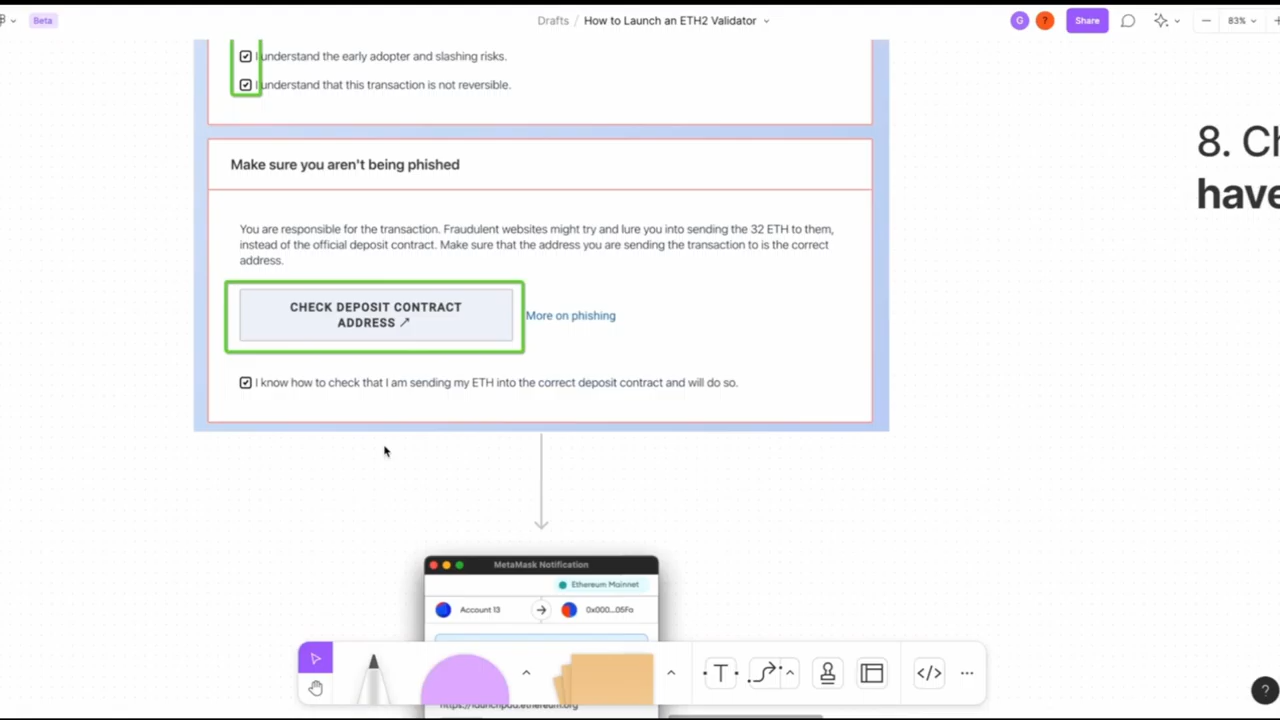 Beta
Drafts / How to Launch an ETH2 Validator
G
?
Share
83%
I understand the early adopter and slashing risks.
I understand that this transaction is not reversible.
8. Ch
have
Make sure you aren't being phished
You are responsible for the transaction. Fraudulent websites might try and lure you into sending the 32 ETH to them,
instead of the official deposit contract. Make sure that the address you are sending the transaction to is the correct
address.
CHECK DEPOSIT CONTRACT
ADDRESS ↗
More on phishing
I know how to check that I am sending my ETH into the correct deposit contract and will do so.
MetaMask Notification
Ethereum Mainnet
Account 13
0x000...05Fa
T
</>
...
https://launchpad.ethereum.org
?